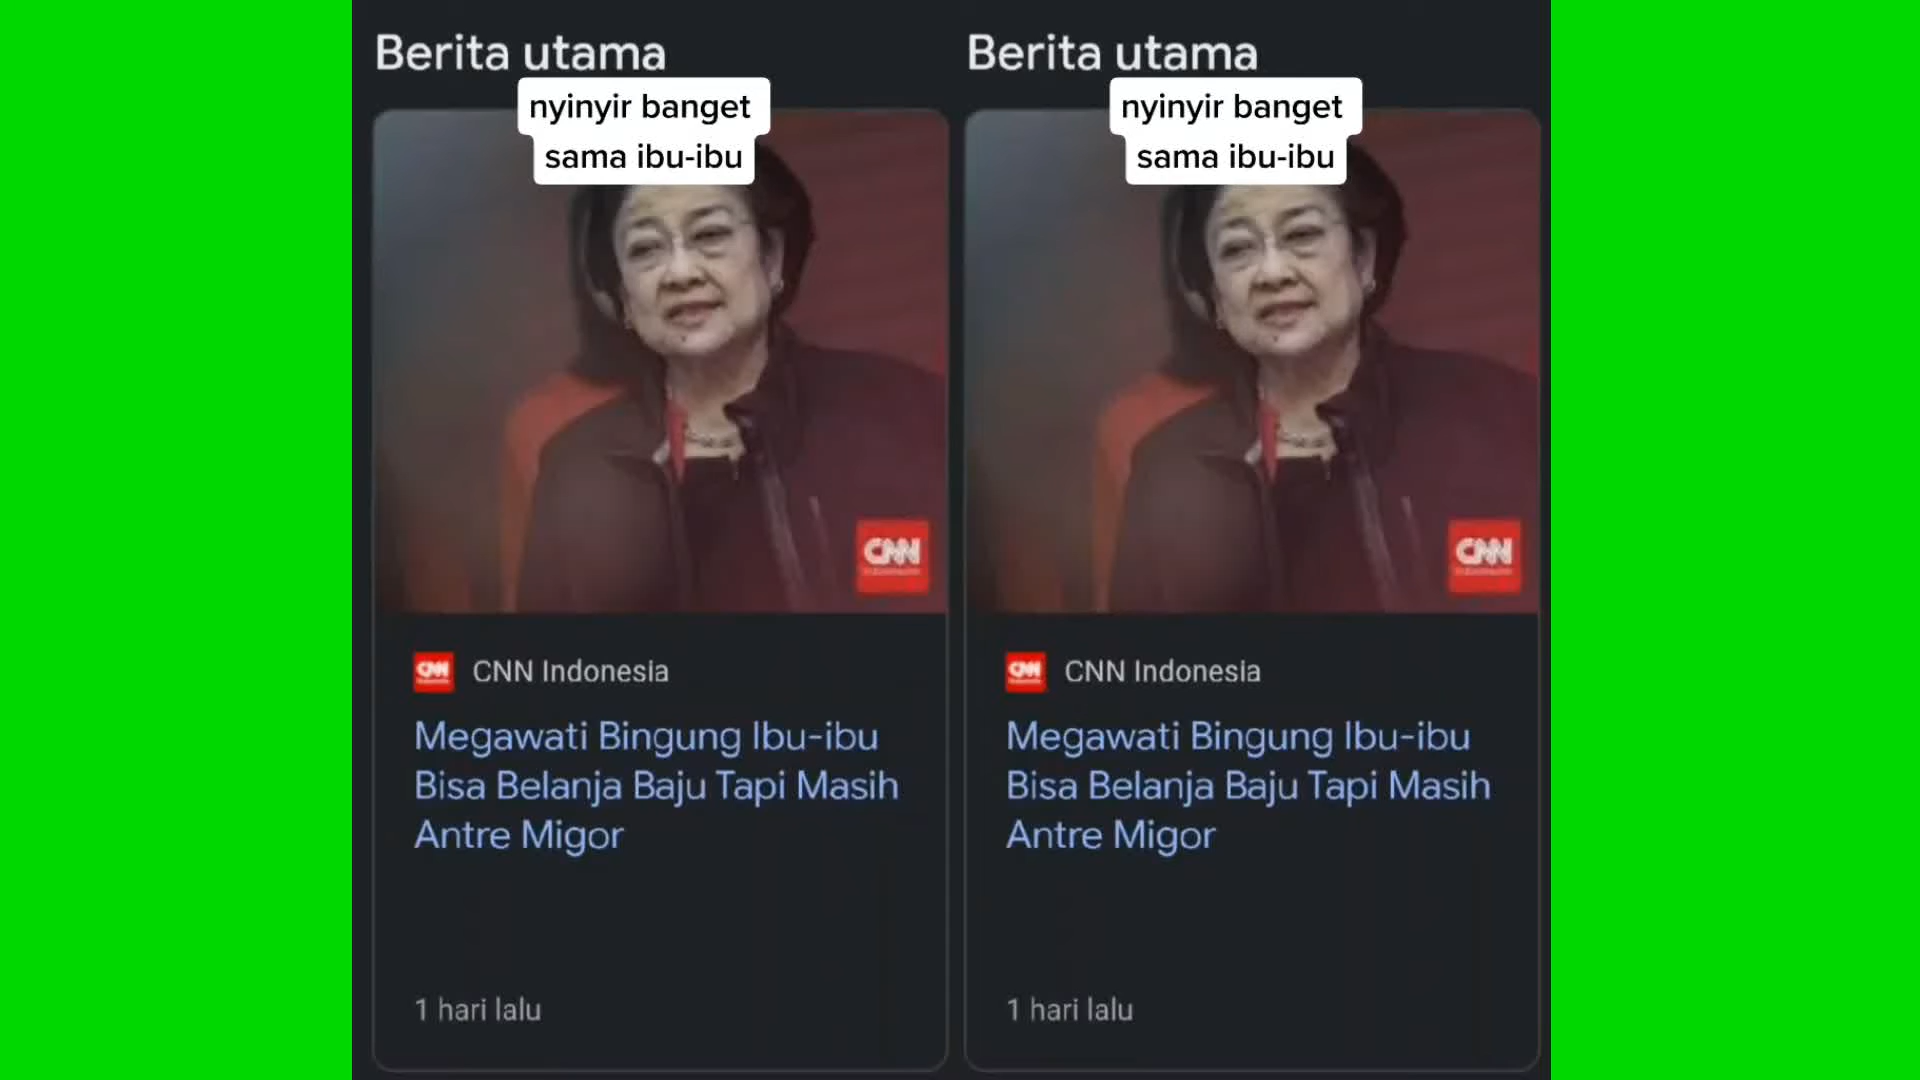 Berita utama
nyinyir banget
sama ibu-ibu
CNN
CNN Indonesia
Megawati Bingung Ibu-ibu
Bisa Belanja Baju Tapi Masih
Antre Migor
1 hari lalu
Berita utama
nyinyir banget
sama ibu-ibu
CNN
CNN Indonesia
Megawati Bingung Ibu-ibu
Bisa Belanja Baju Tapi Masih
Antre Migor
1 hari lalu